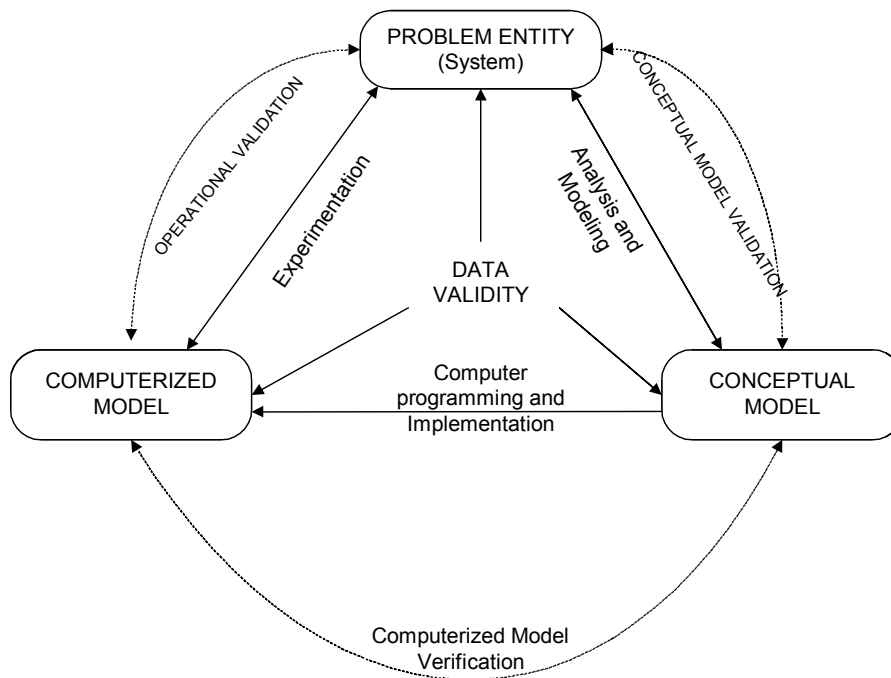 PROBLEM ENTITY
(System)
OPERATIONAL VALIDATION
Experimentation
Analysis and
Modeling
CONCEPTUAL MODEL VALIDATION
DATA
VALIDITY
COMPUTERIZED
MODEL
Computer
programming and
Implementation
CONCEPTUAL
MODEL
Computerized Model
Verification